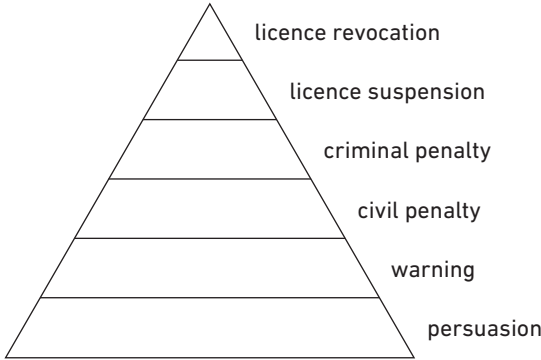 licence revocation
licence suspension
criminal penalty
civil penalty
warning
persuasion